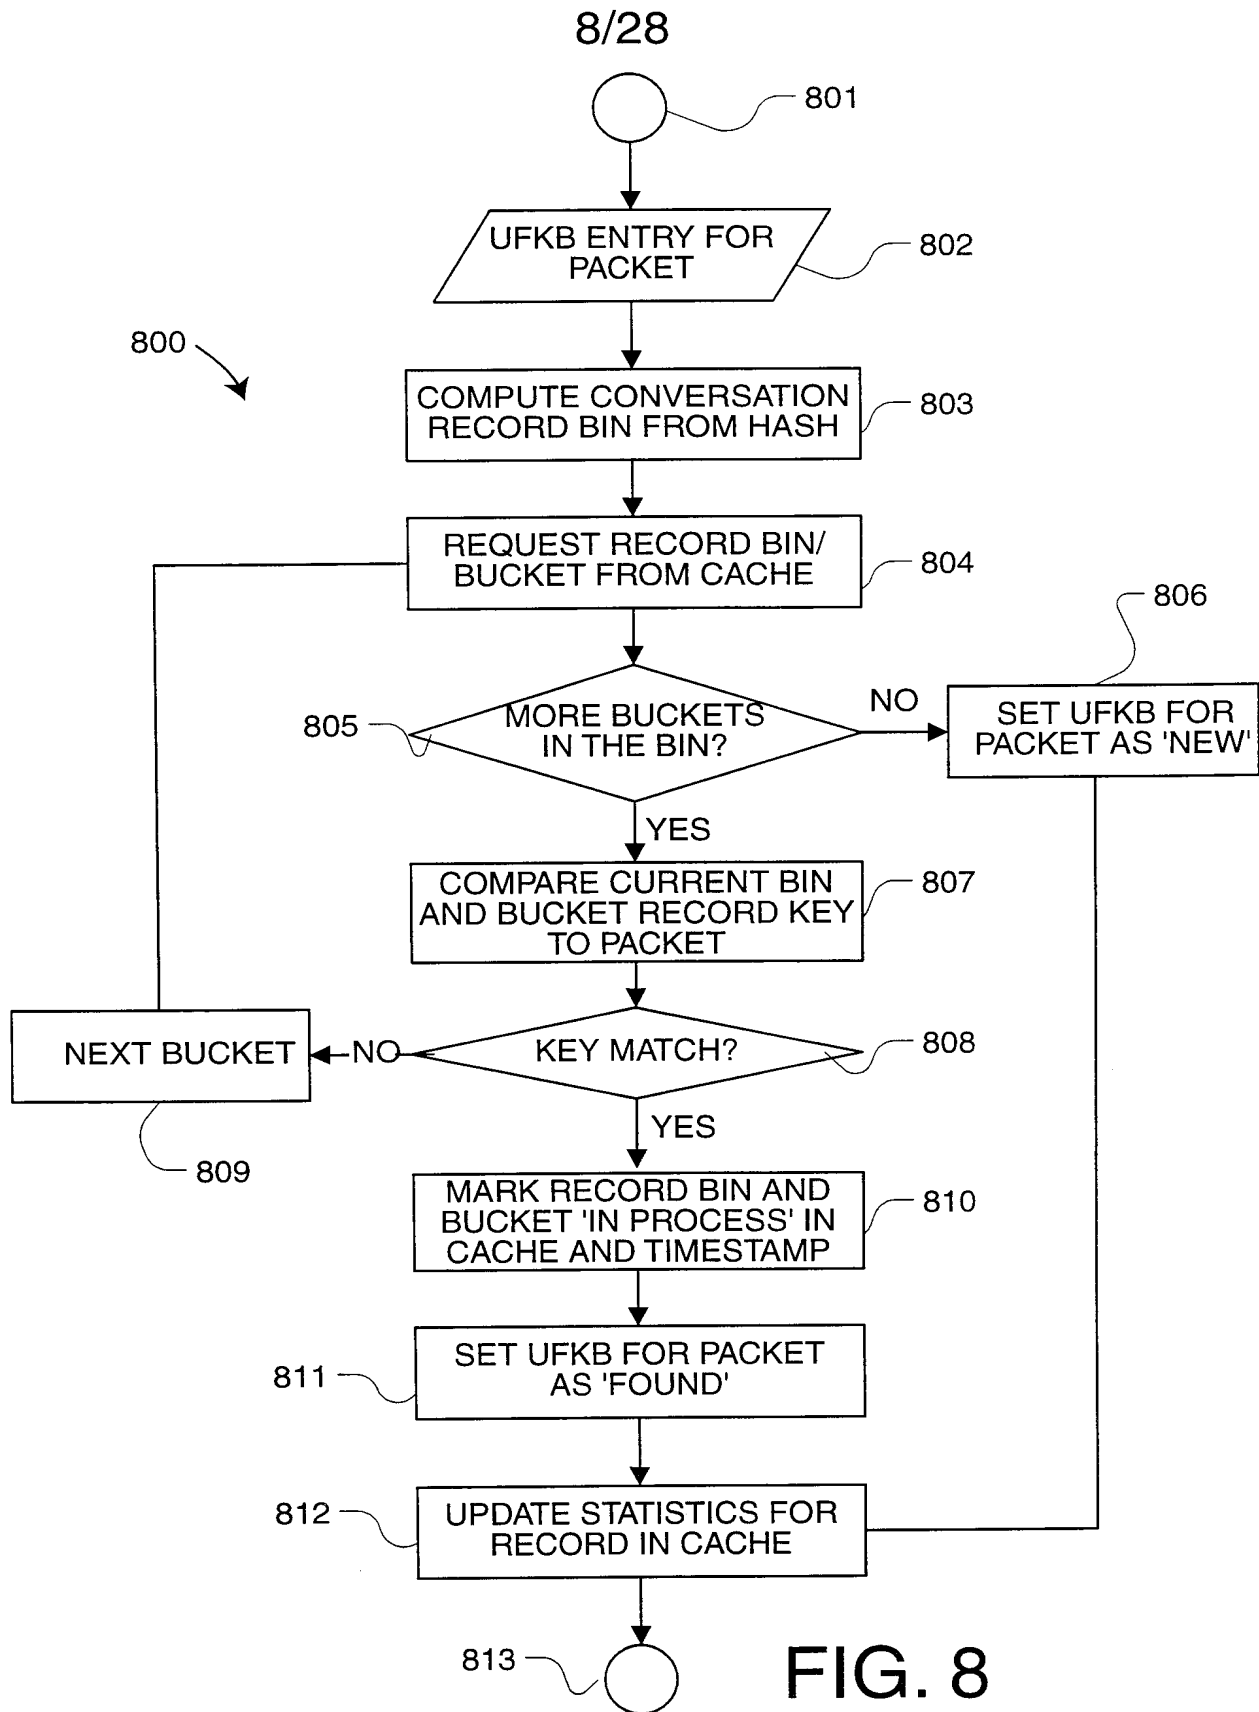 8/28
801
UFKB ENTRY FOR
PACKET
802
800
COMPUTE CONVERSATION
RECORD BIN FROM HASH
803
REQUEST RECORD BIN/
BUCKET FROM CACHE
804
806
805
MORE BUCKETS
IN THE BIN?
NO
SET UFKB FOR
PACKET AS 'NEW'
YES
COMPARE CURRENT BIN
AND BUCKET RECORD KEY
TO PACKET
807
NEXT BUCKET
NO
KEY MATCH?
808
YES
809
MARK RECORD BIN AND
BUCKET 'IN PROCESS' IN
CACHE AND TIMESTAMP
810
SET UFKB FOR PACKET
AS 'FOUND'
811
812
UPDATE STATISTICS FOR
RECORD IN CACHE
813
FIG. 8